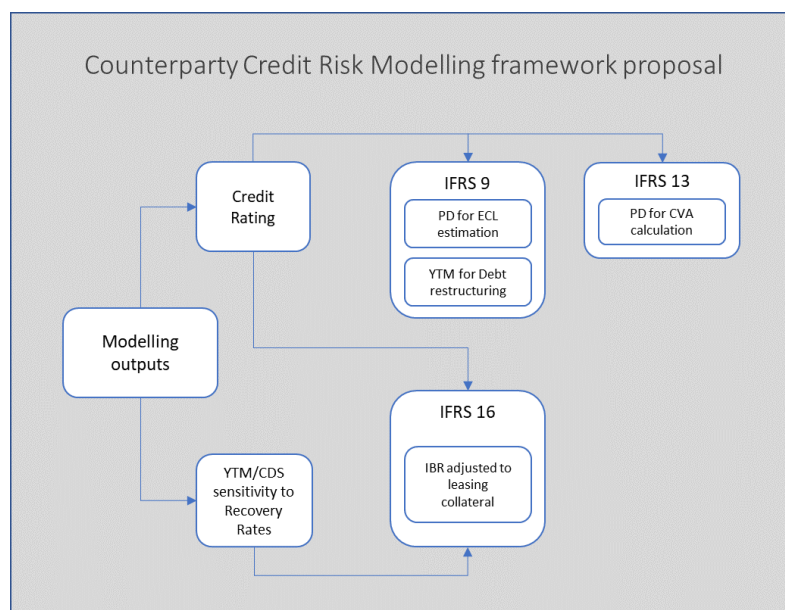 Counterparty Credit Risk Modelling framework proposal
Credit
Rating
IFRS 9
PD for ECL
estimation
YTM for Debt
restructuring
IFRS 13
PD for CVA
calculation
Modelling
outputs
IFRS 16
IBR adjusted to
leasing
collateral
YTM/CDS
sensitivity to
Recovery
Rates